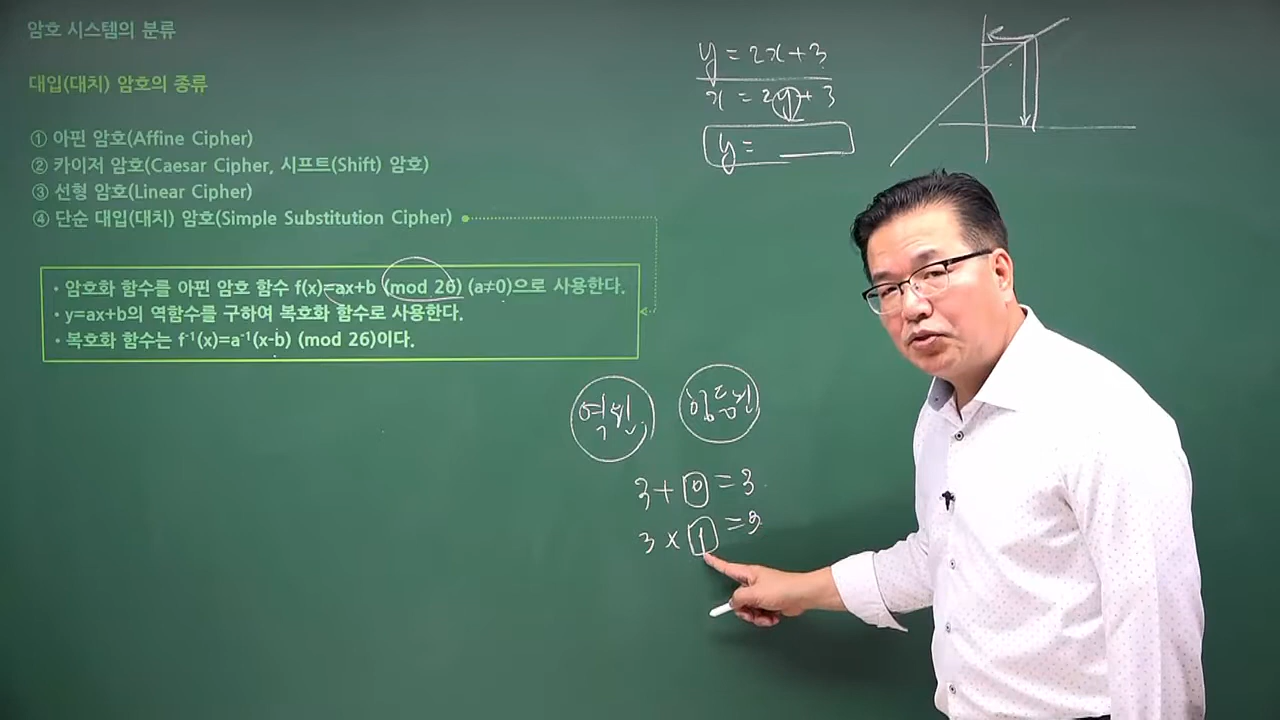 암호 시스템의 분류
대입(대치) 암호의 종류
① 아핀 암호(Affine Cipher)
② 카이저 암호(Caesar Cipher, 시프트(Shift) 암호)
③ 선형 암호(Linear Cipher)
④ 단순 대입(대치) 암호(Simple Substitution Cipher)
· 암호화 함수를 아핀 암호 함수 f(x)=ax+b (mod 26) (a≠0)으로 사용한다.
· y=ax+b의 역함수를 구하여 복호화 함수로 사용한다.
· 복호화 함수는 f⁻¹(x)=a⁻¹(x-b) (mod 26)이다.
y = 2x + 3
x = 2y + 3
y =
역원
항등원
3 + 0 = 3
3 × 1 = 3